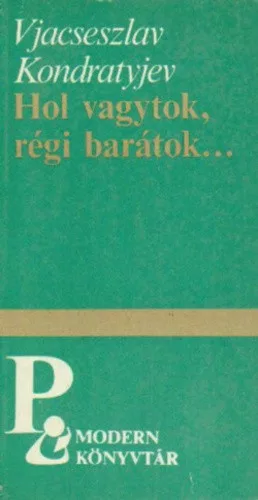 Vjacseszlav
Kondratyjev
Hol vagytok,
régi barátok...
P
MODERN
KÖNYVTÁR